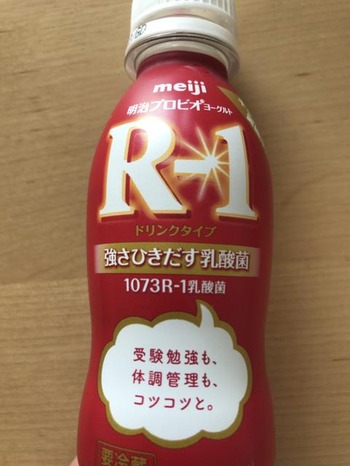 meiji
明治プロビオヨーグルト
R-1
ドリンクタイプ
強さひきだす乳酸菌
1073R-1乳酸菌
受験勉強も、
体調管理も、
コツコツと。
要冷蔵